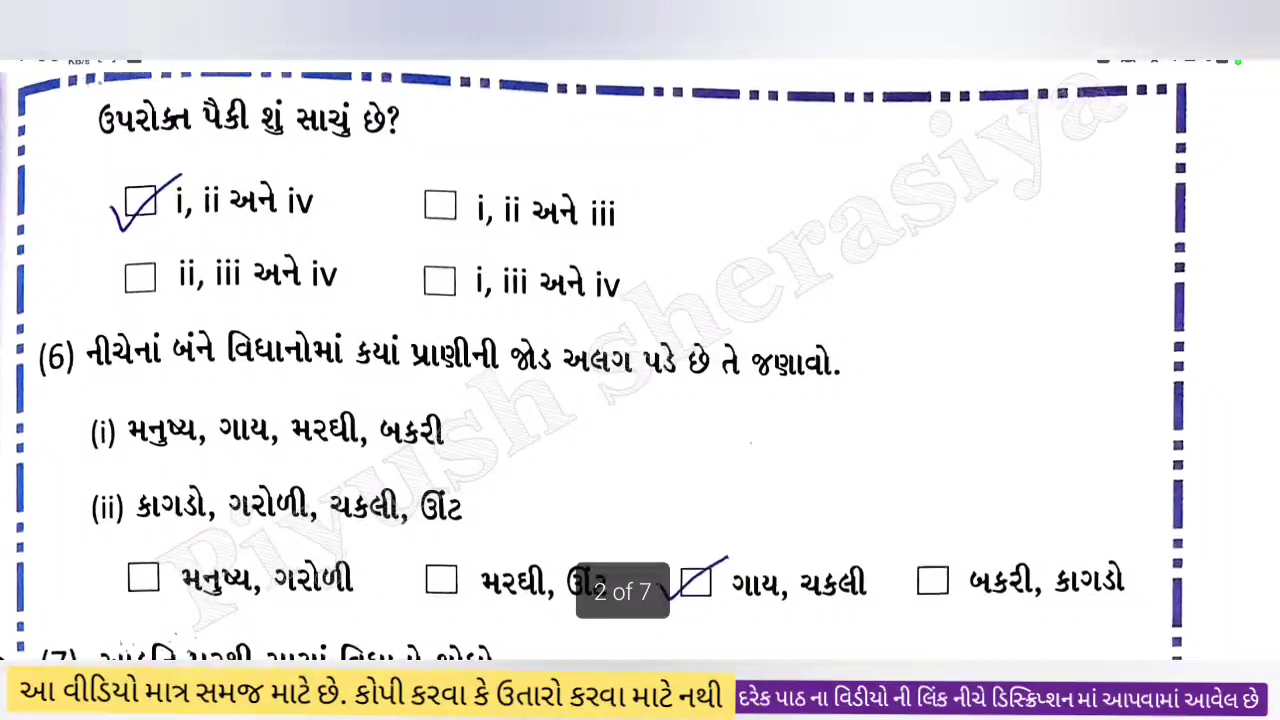 KB/s
ઉપરોક્ત પૈકી શું સાચું છે?
i, ii અને iv
i, ii અને iii
ii, iii અને iv
i, iii અને iv
(6) નીચેનાં બંને વિધાનોમાં કયાં પ્રાણીની જોડ અલગ પડે છે તે જણાવો.
(i) મનુષ્ય, ગાય, મરઘી, બકરી
(ii) કાગડો, ગરોળી, ચકલી, ઊંટ
મનુષ્ય, ગરોળી
મરઘી, ઊંટ
ગાય, ચકલી
બકરી, કાગડો
2 of 7
(7)
Piyush sherasiya
આ વીડિયો માત્ર સમજ માટે છે. કોપી કરવા કે ઉતારો કરવા માટે નથી
દરેક પાઠ ના વિડીયો ની લિંક નીચે ડિસ્ક્રિપ્શન માં આપવામાં આવેલ છે